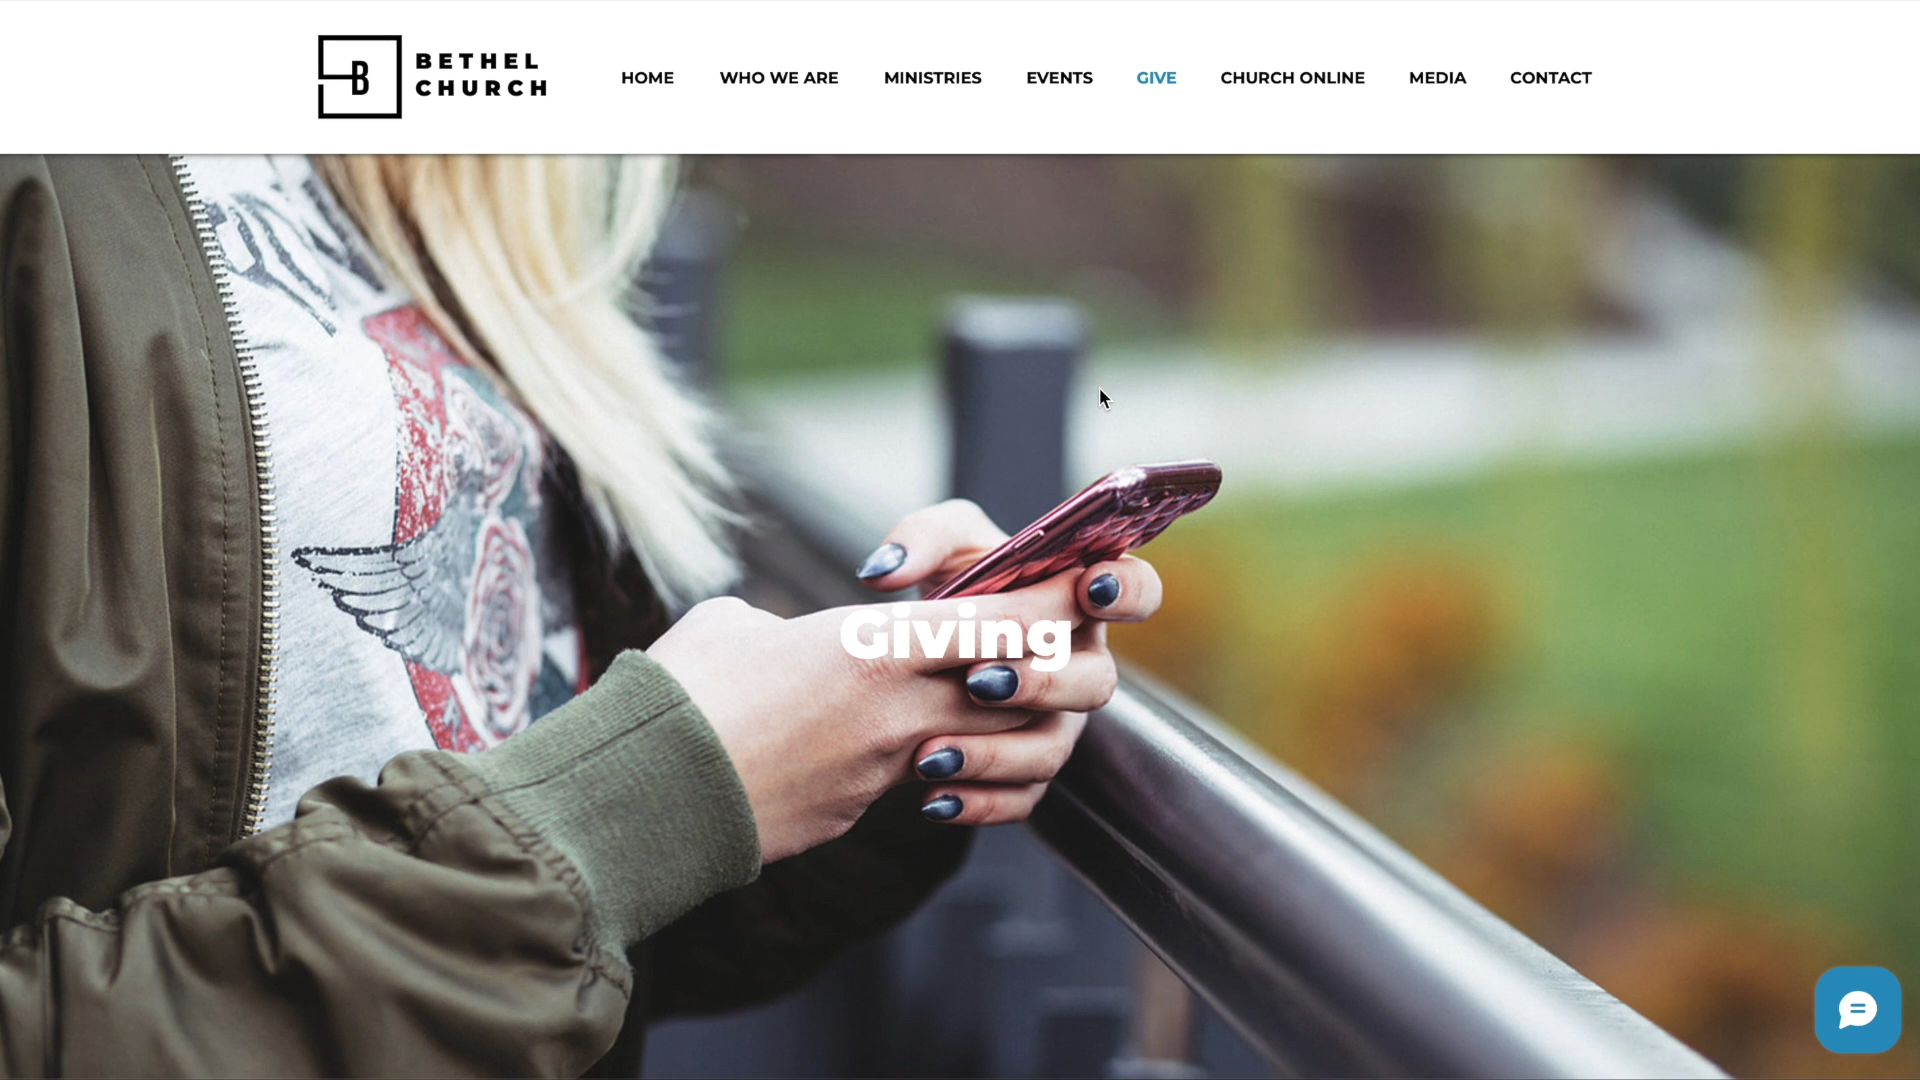 B
BETHEL
CHURCH
HOME
WHO WE ARE
MINISTRIES
EVENTS
GIVE
CHURCH ONLINE
MEDIA
CONTACT
Giving